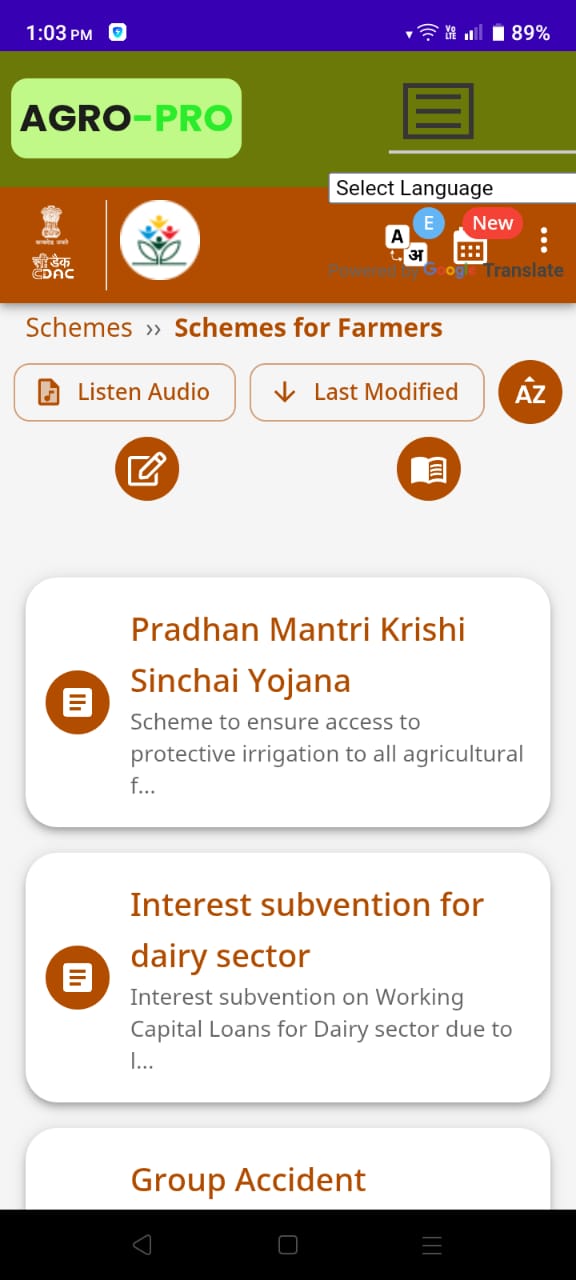 1:03 PM
Vo
LTE
89%
AGRO-PRO
Select Language
सत्यमेव जयते
सी डैक
CDAC
A
अ
E
New
Powered by Google Translate
Schemes ›› Schemes for Farmers
Listen Audio
Last Modified
AZ
Pradhan Mantri Krishi
Sinchai Yojana
Scheme to ensure access to
protective irrigation to all agricultural
f...
Interest subvention for
dairy sector
Interest subvention on Working
Capital Loans for Dairy sector due to
l...
Group Accident